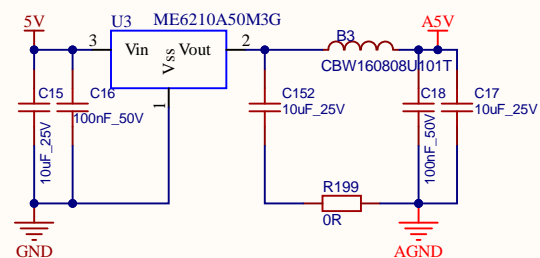 5V
U3
ME6210A50M3G
B3
A5V
3
Vin
Vss
Vout
2
1
CBW160808U101T
C15
10uF_25V
C16
100nF_50V
C152
10uF_25V
C18
100nF_50V
C17
10uF_25V
R199
0R
GND
AGND